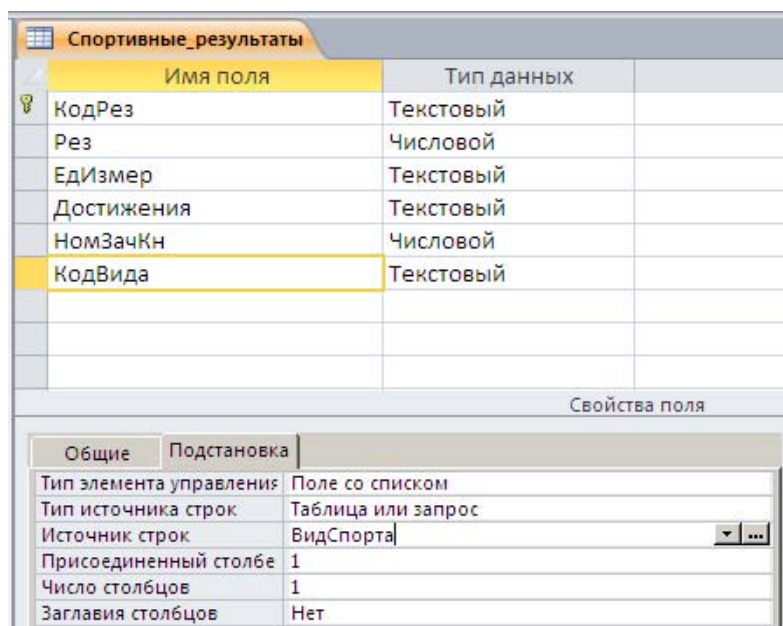 Спортивные_результаты
Имя поля Тип данных
КодРез Текстовый
Рез Числовой
ЕдИзмер Текстовый
Достижения Текстовый
НомЗачКн Числовой
КодВида Текстовый
Свойства поля
Общие Подстановка
Тип элемента управления Поле со списком
Тип источника строк Таблица или запрос
Источник строк ВидСпорта
Присоединенный столбе 1
Число столбцов 1
Заглавия столбцов Нет